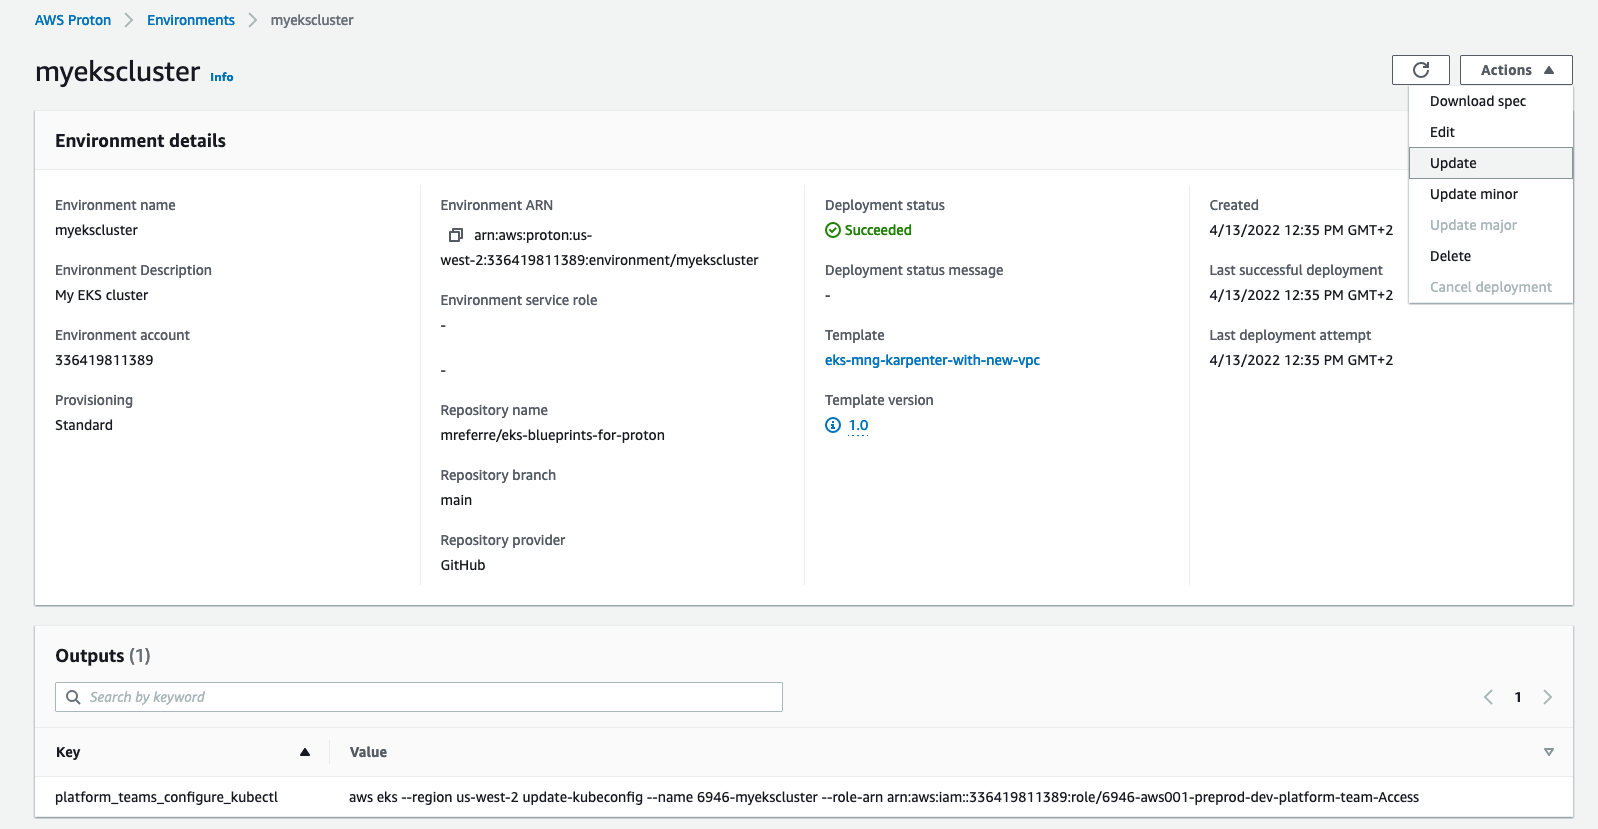 AWS Proton > Environments > myekscluster
myekscluster Info
Actions
Download spec
Edit
Update
Update minor
Update major
Delete
Cancel deployment
Environment details
Environment name
myekscluster
Environment Description
My EKS cluster
Environment account
336419811389
Provisioning
Standard
Environment ARN
arn:aws:proton:us-
west-2:336419811389:environment/myekscluster
Environment service role
-
-
Repository name
mreferre/eks-blueprints-for-proton
Repository branch
main
Repository provider
GitHub
Deployment status
Succeeded
Deployment status message
-
Template
eks-mng-karpenter-with-new-vpc
Template version
1.0
Created
4/13/2022 12:35 PM GMT+2
Last successful deployment
4/13/2022 12:35 PM GMT+2
Last deployment attempt
4/13/2022 12:35 PM GMT+2
Outputs (1)
Search by keyword
1
Key Value
platform_teams_configure_kubectl aws eks --region us-west-2 update-kubeconfig --name 6946-myekscluster --role-arn arn:aws:iam::336419811389:role/6946-aws001-preprod-dev-platform-team-Access